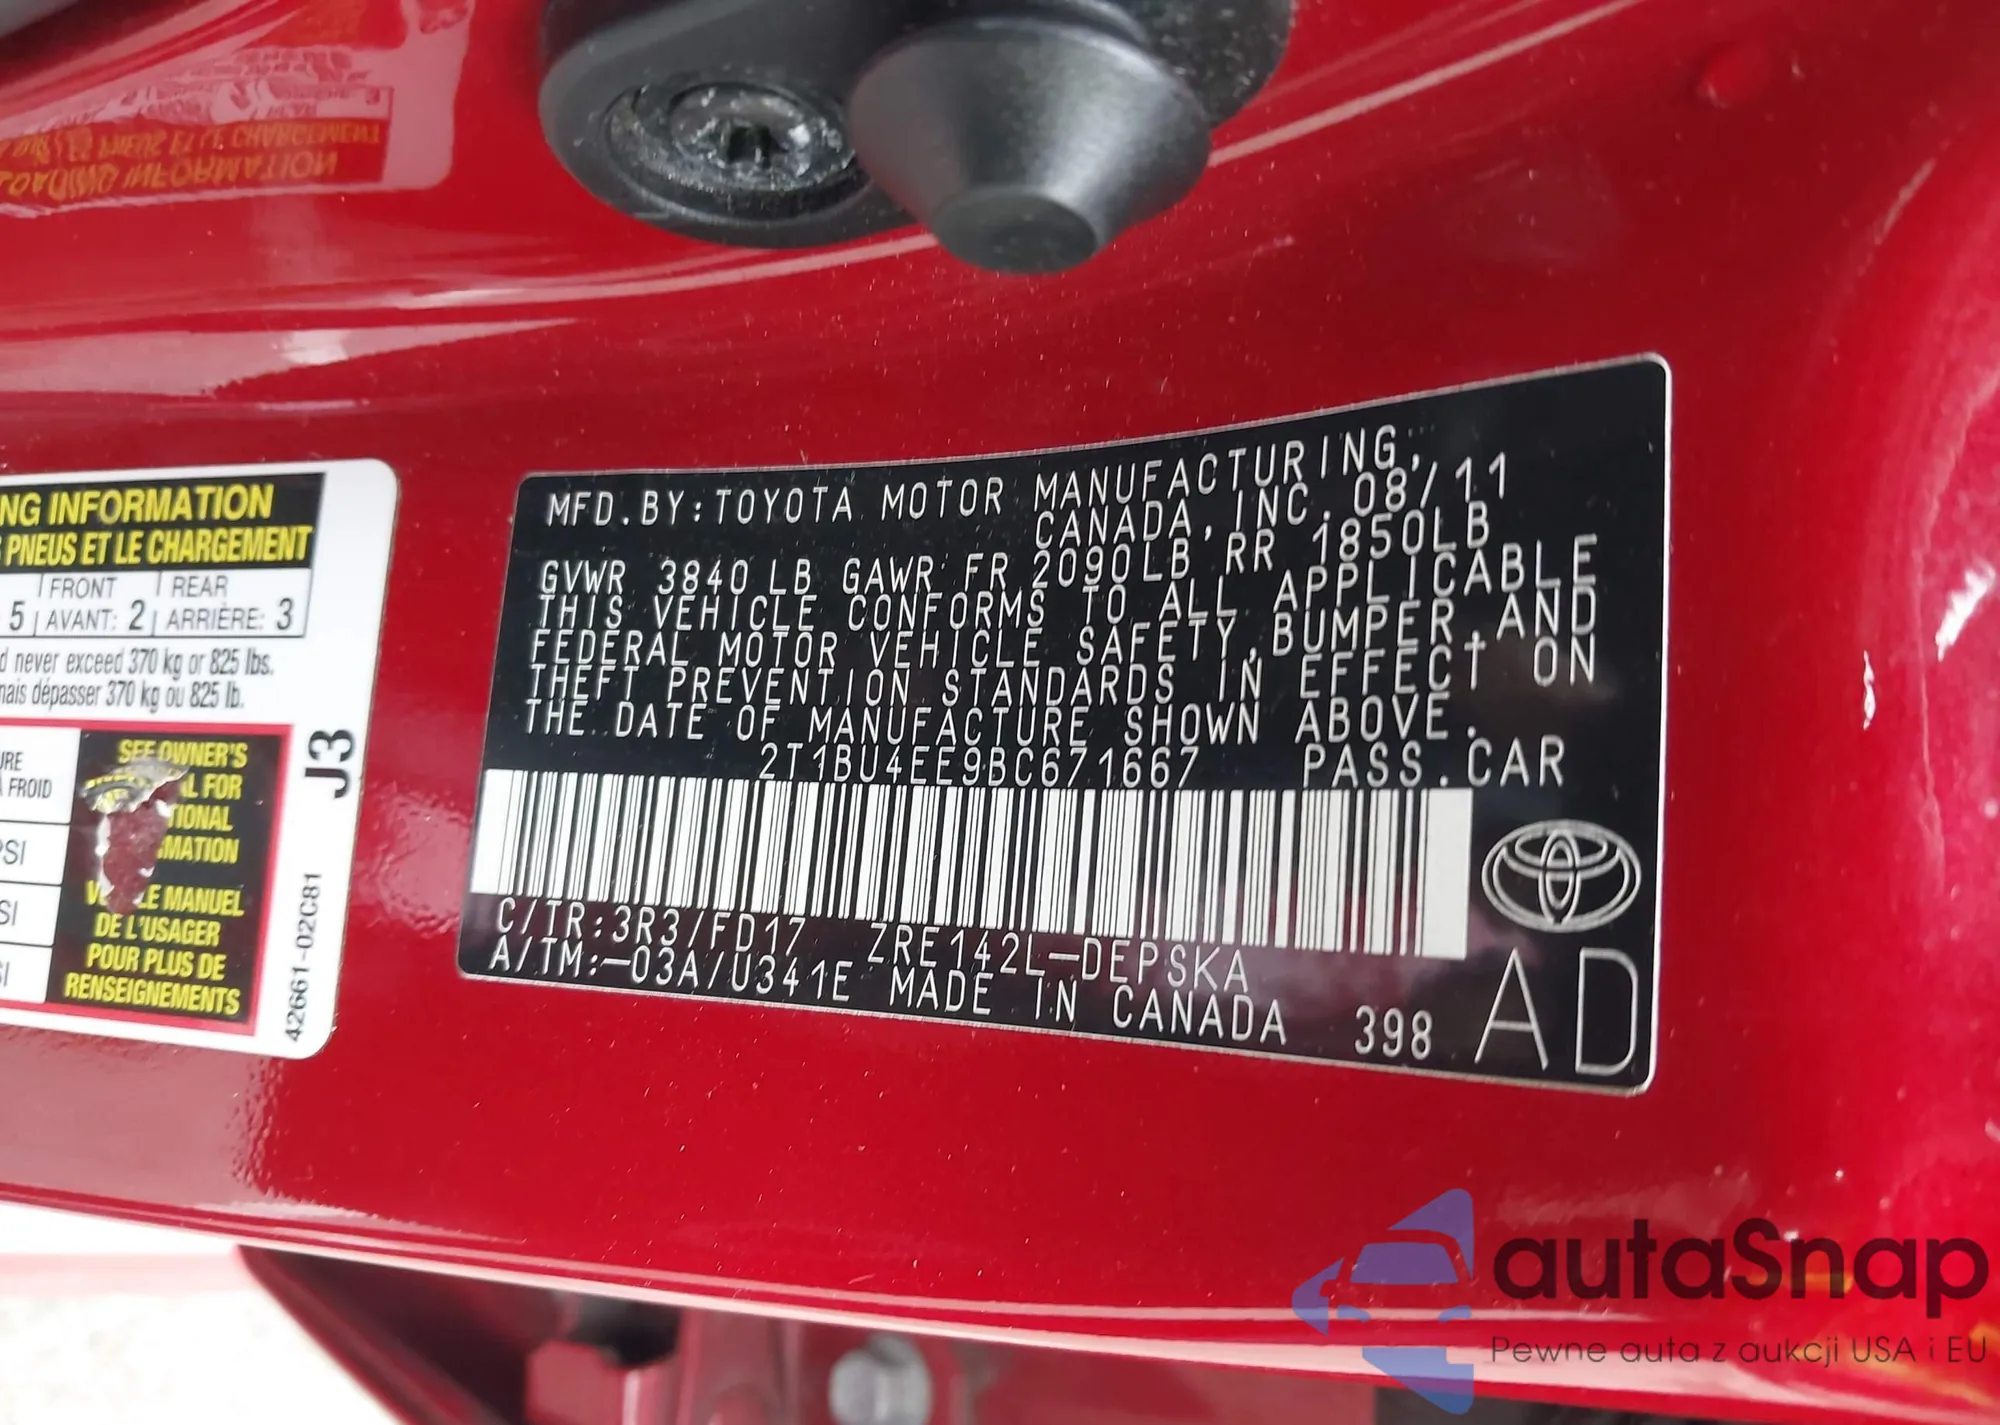 NG INFORMATION
PNEUS ET LE CHARGEMENT
FRONT REAR
5 AVANT: 2 ARRIÈRE: 3
never exceed 370 kg or 825 lbs.
mais dépasser 370 kg ou 825 lb.
FROID
PSI
SI
SEE OWNER'S
FOR
J3
LE MANUEL
DE L'USAGER
POUR PLUS DE
RENSEIGNEMENTS
42661-02C81
MFD.BY:TOYOTA MOTOR MANUFACTURING,
CANADA, INC. 08/11
GVWR 3840LB GAWR FR 2090LB RR 1850LB
THIS VEHICLE CONFORMS TO ALL APPLICABLE
FEDERAL MOTOR VEHICLE SAFETY, BUMPER, AND
THEFT PREVENTION STANDARDS IN EFFECT ON
THE DATE OF MANUFACTURE SHOWN ABOVE.
2T1BU4EE9BC671667 PASS.CAR
C/TR:3R3/FD17 ZRE142L-DEPSKA
A/TM:-03A/U341E MADE IN CANADA 398
AD
autaSnap
Pewne auta z aukcji USA i EU